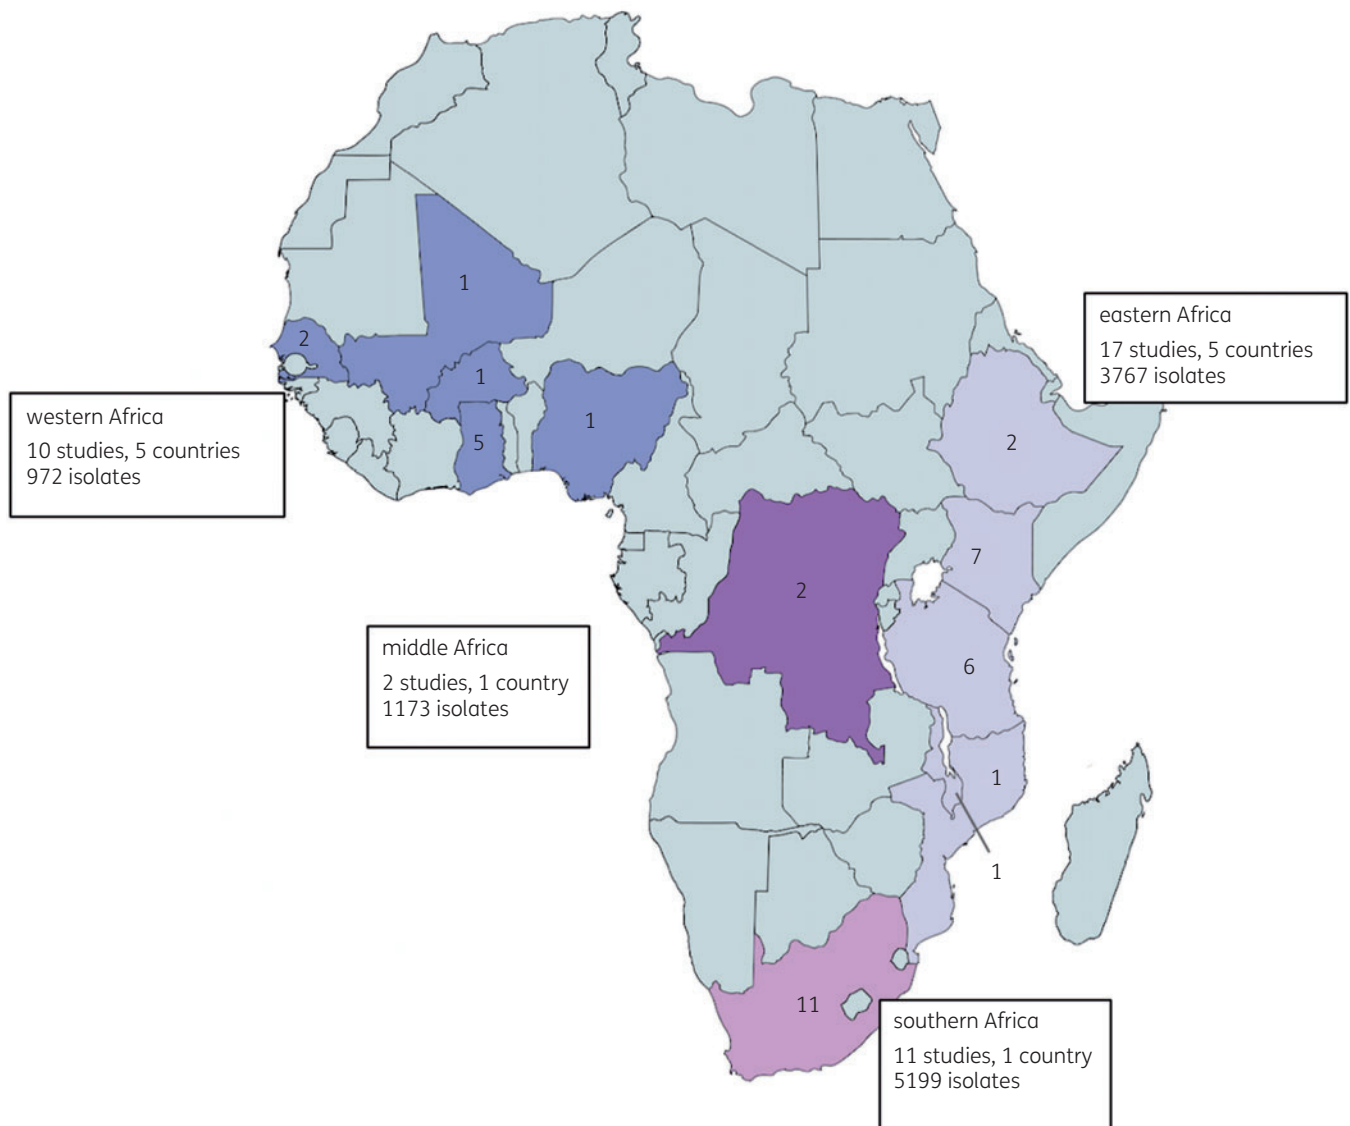 1
2
1
5
1
western Africa
10 studies, 5 countries
972 isolates
eastern Africa
17 studies, 5 countries
3767 isolates
2
7
6
1
1
2
middle Africa
2 studies, 1 country
1173 isolates
11
southern Africa
11 studies, 1 country
5199 isolates